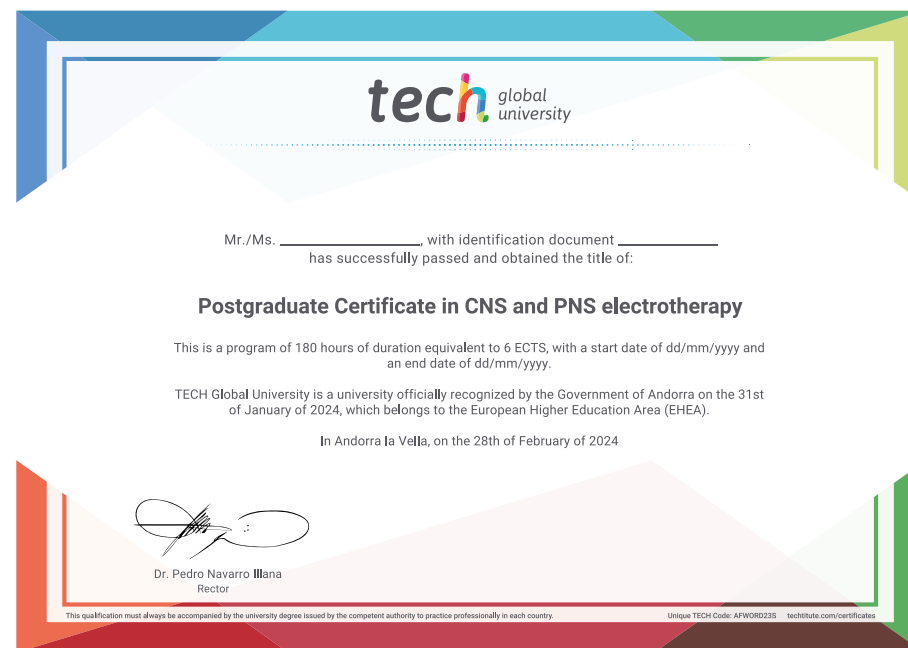 tech global university
Mr./Ms. ____________________, with identification document ______________
has successfully passed and obtained the title of:
Postgraduate Certificate in CNS and PNS electrotherapy
This is a program of 180 hours of duration equivalent to 6 ECTS, with a start date of dd/mm/yyyy and
an end date of dd/mm/yyyy.
TECH Global University is a university officially recognized by the Government of Andorra on the 31st
of January of 2024, which belongs to the European Higher Education Area (EHEA).
In Andorra la Vella, on the 28th of February of 2024
Dr. Pedro Navarro Illana
Rector
This qualification must always be accompanied by the university degree issued by the competent authority to practice professionally in each country. Unique TECH Code: AFWORD23S techtitute.com/certificates